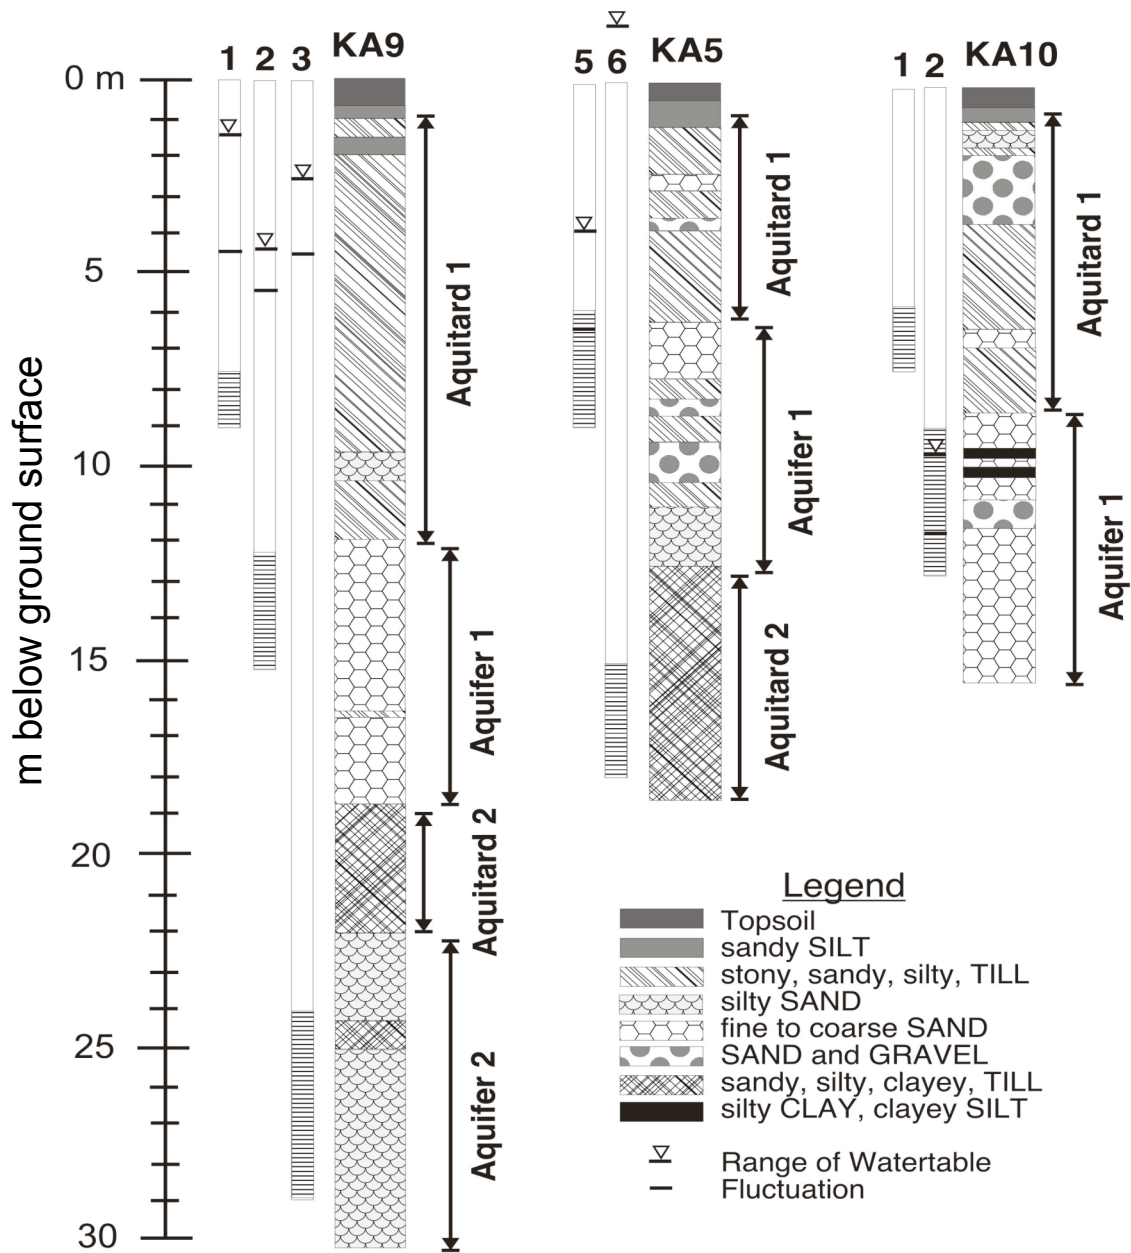 1 2 3 KA9
5 6 KA5
1 2 KA10
0 m
5
10
15
20
25
30
m below ground surface
Aquitard 1
Aquifer 1
Aquitard 2
Aquifer 2
Aquitard 1
Aquifer 1
Aquitard 2
Aquitard 1
Aquifer 1
Legend
Topsoil
sandy SILT
stony, sandy, silty, TILL
silty SAND
fine to coarse SAND
SAND and GRAVEL
sandy, silty, clayey, TILL
silty CLAY, clayey SILT
Range of Watertable
Fluctuation